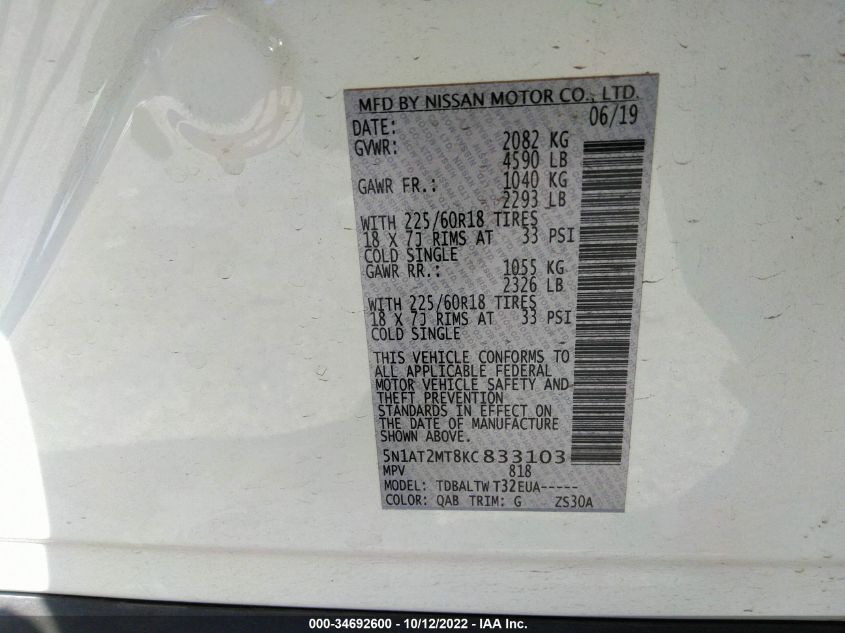 MFD BY NISSAN MOTOR CO., LTD.
DATE: 06/19
GVWR: 2082 KG
4590 LB
GAWR FR.: 1040 KG
2293 LB
WITH 225/60R18 TIRES
18 X 7J RIMS AT 33 PSI
COLD SINGLE
GAWR RR.: 1055 KG
2326 LB
WITH 225/60R18 TIRES
18 X 7J RIMS AT 33 PSI
COLD SINGLE
THIS VEHICLE CONFORMS TO
ALL APPLICABLE FEDERAL
MOTOR VEHICLE SAFETY AND
THEFT PREVENTION
STANDARDS IN EFFECT ON
THE DATE OF MANUFACTURE
SHOWN ABOVE.
5N1AT2MT8KC833103
MPV 818
MODEL: TDBALTW T32EUA-----
COLOR: QAB TRIM: G ZS30A
000-34692600 - 10/12/2022 - IAA Inc.